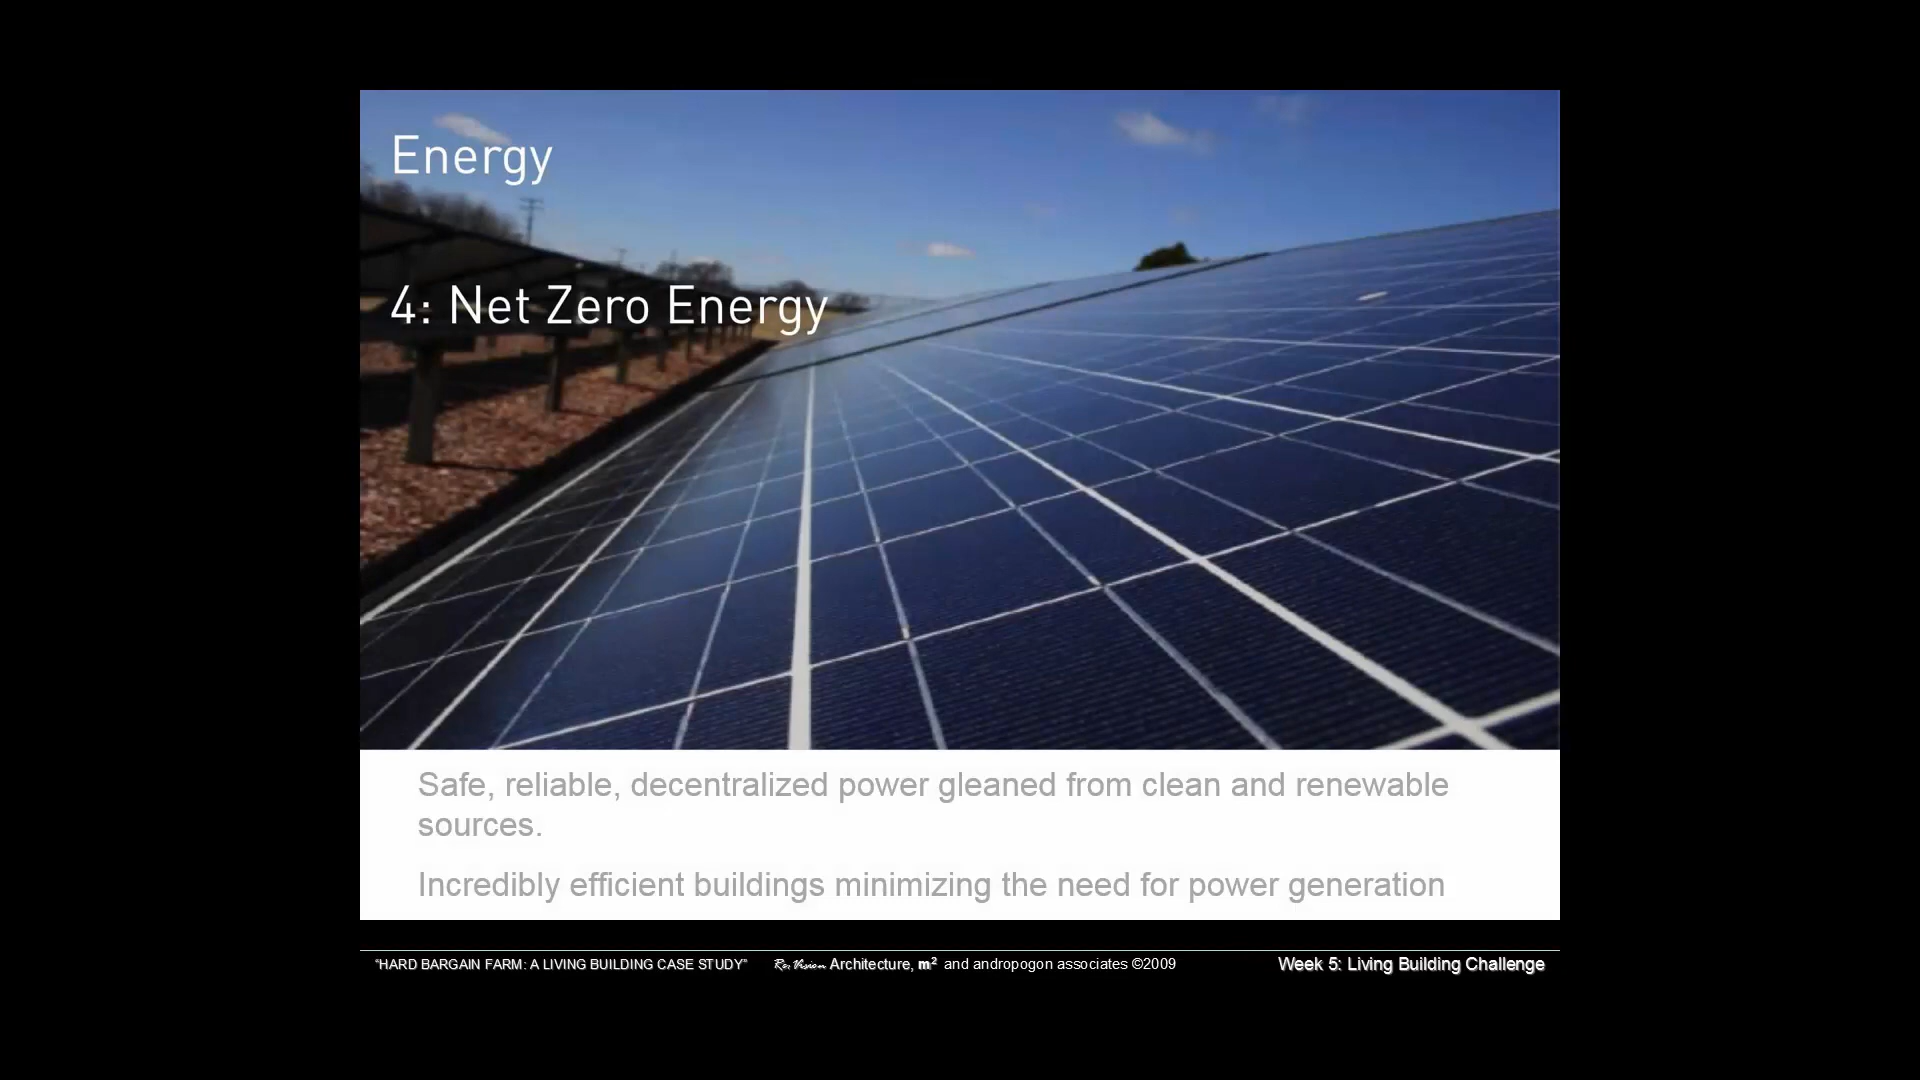 Energy
4: Net Zero Energy
Safe, reliable, decentralized power gleaned from clean and renewable
sources.
Incredibly efficient buildings minimizing the need for power generation
“HARD BARGAIN FARM: A LIVING BUILDING CASE STUDY” Re:Vision Architecture, m² and andropogon associates ©2009 Week 5: Living Building Challenge